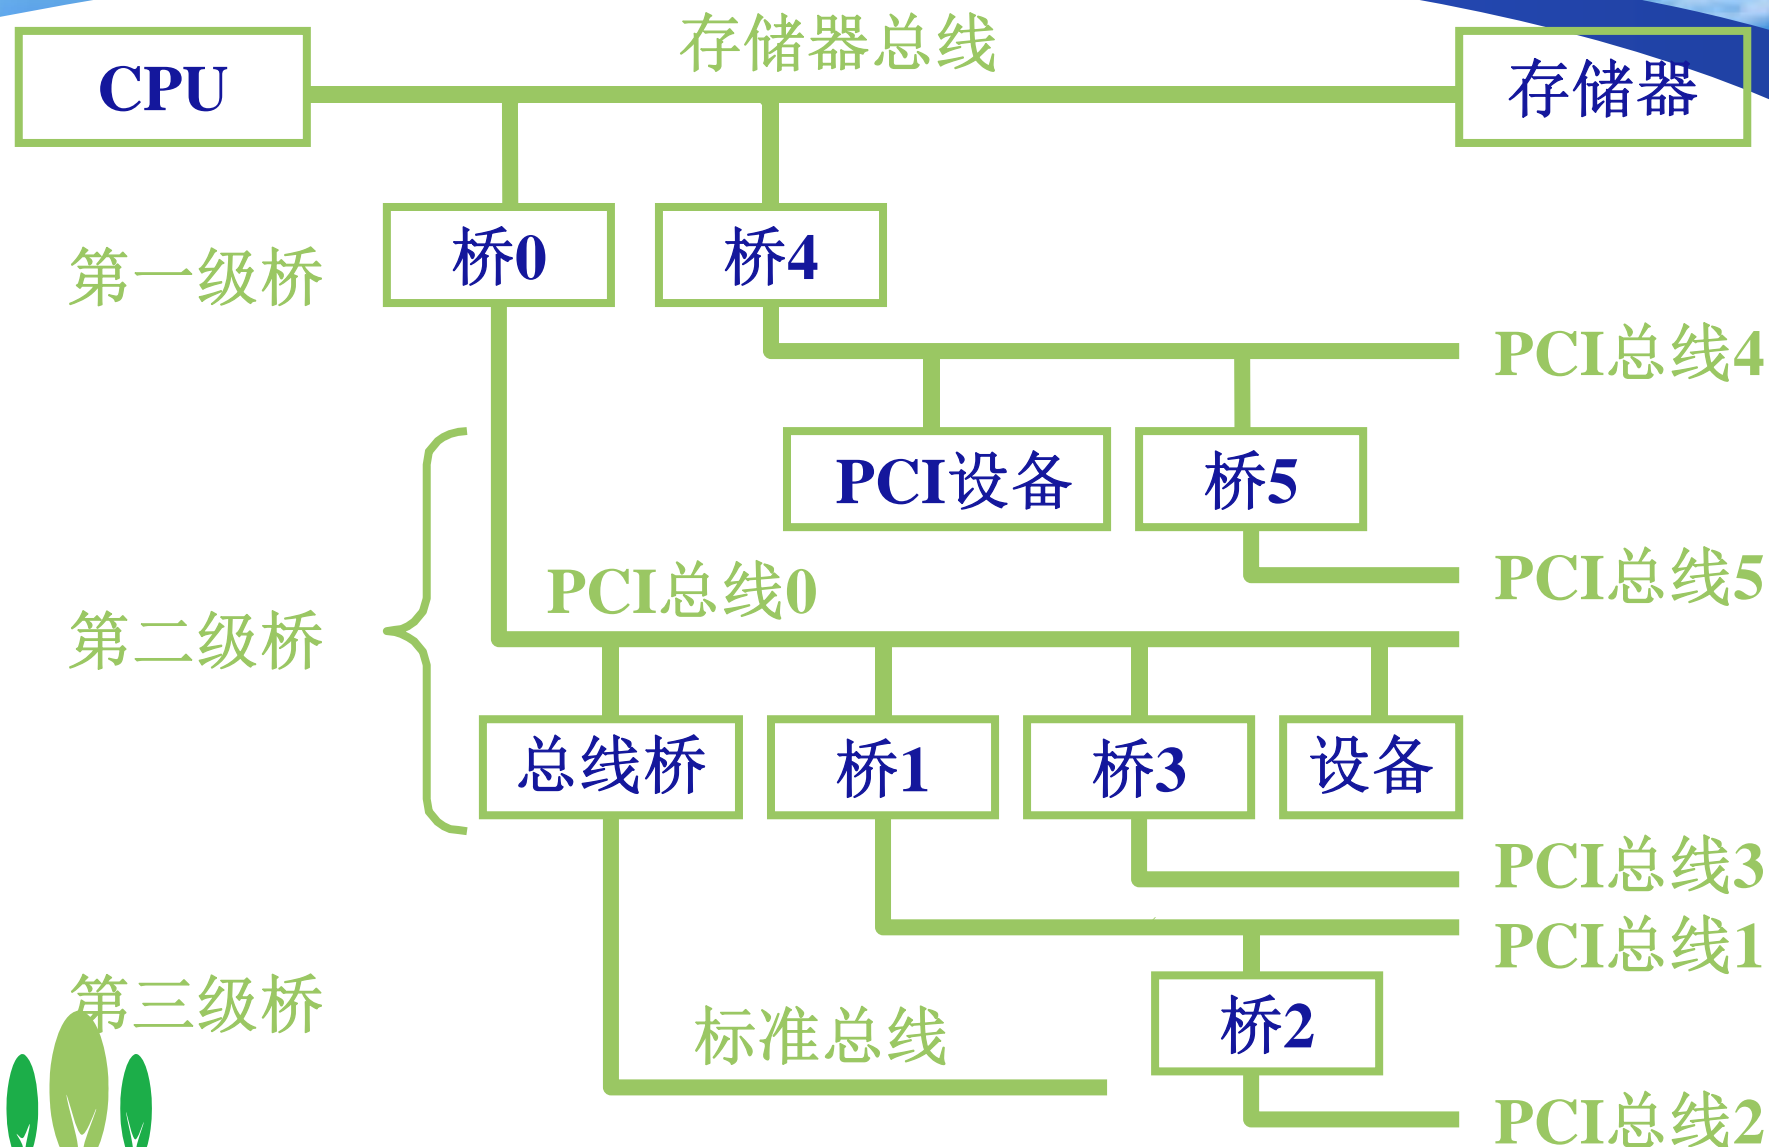 存储器总线
CPU
存储器
桥0
桥4
第一级桥
PCI总线4
PCI设备
桥5
PCI总线0
PCI总线5
第二级桥
总线桥
桥1
桥3
设备
PCI总线3
PCI总线1
第三级桥
标准总线
桥2
PCI总线2